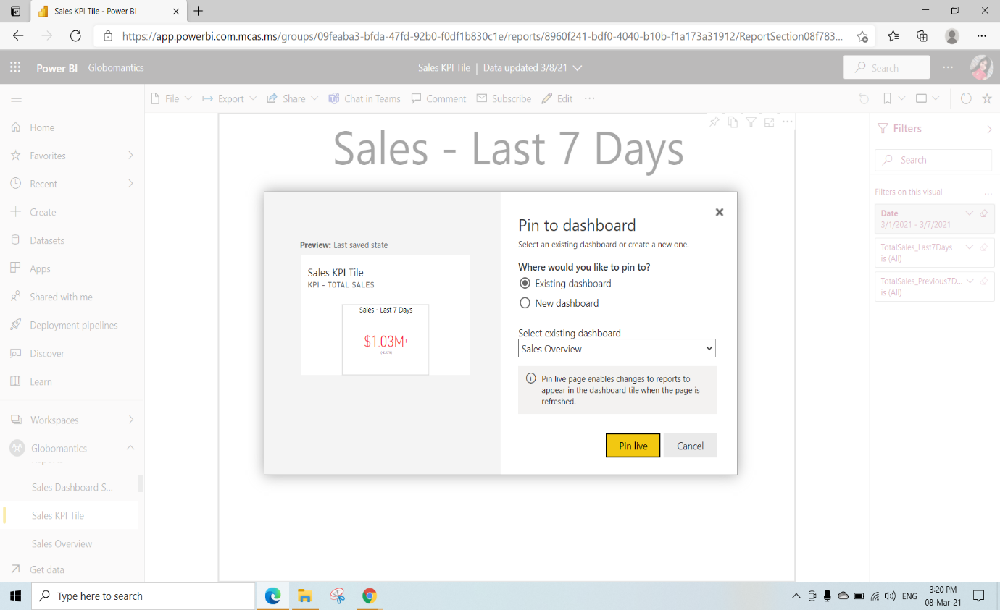 Sales KPI Tile - Power BI
https://app.powerbi.com.mcas.ms/groups/09feaba3-bfda-47fd-92b0-f0df1b830c1e/reports/8960f241-bdf0-4040-b10b-f1a173a31912/ReportSection08f783...
Power BI Globomantics Sales KPI Tile | Data updated 3/8/21 Search
File Export Share Chat in Teams Comment Subscribe Edit
Home
Favorites
Recent
Create
Datasets
Apps
Shared with me
Deployment pipelines
Discover
Learn
Workspaces
Globomantics
Sales Dashboard S...
Sales KPI Tile
Sales Overview
Get data
Sales - Last 7 Days
Preview: Last saved state
Sales KPI Tile
KPI - TOTAL SALES
Sales - Last 7 Days
$1.03M
Pin to dashboard
Select an existing dashboard or create a new one.
Where would you like to pin to?
Existing dashboard
New dashboard
Select existing dashboard
Sales Overview
Pin live page enables changes to reports to
appear in the dashboard tile when the page is
refreshed.
Pin live Cancel
Filters
Search
Filters on this visual
Date
3/1/2021 - 3/7/2021
TotalSales_Last7Days
is (All)
TotalSales_Previous7D...
is (All)
Type here to search
ENG
3:20 PM
08-Mar-21